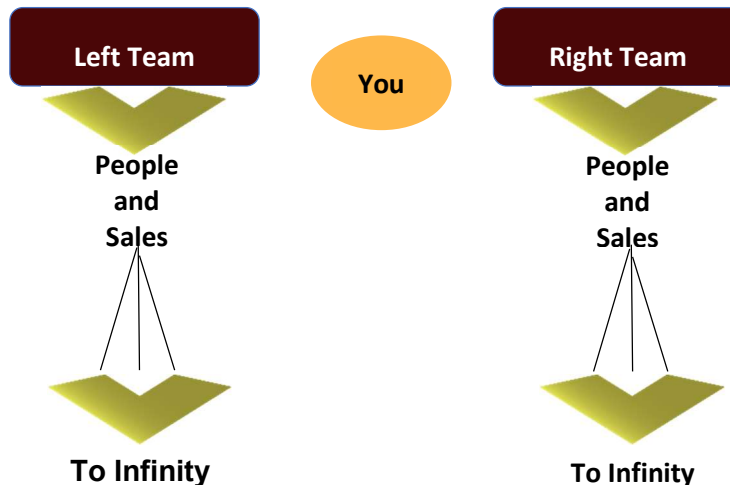 Left Team
You
Right Team
People
and
Sales
People
and
Sales
To Infinity
To Infinity